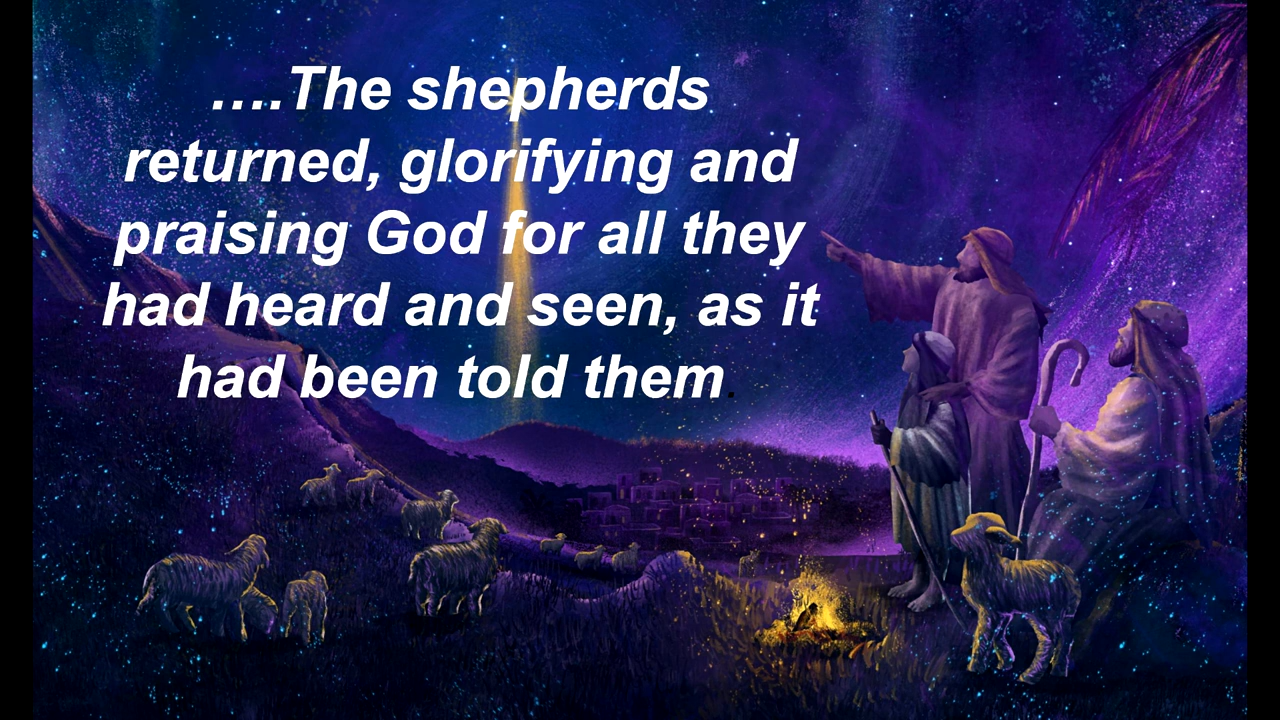 ….The shepherds
returned, glorifying and
praising God for all they
had heard and seen, as it
had been told them.